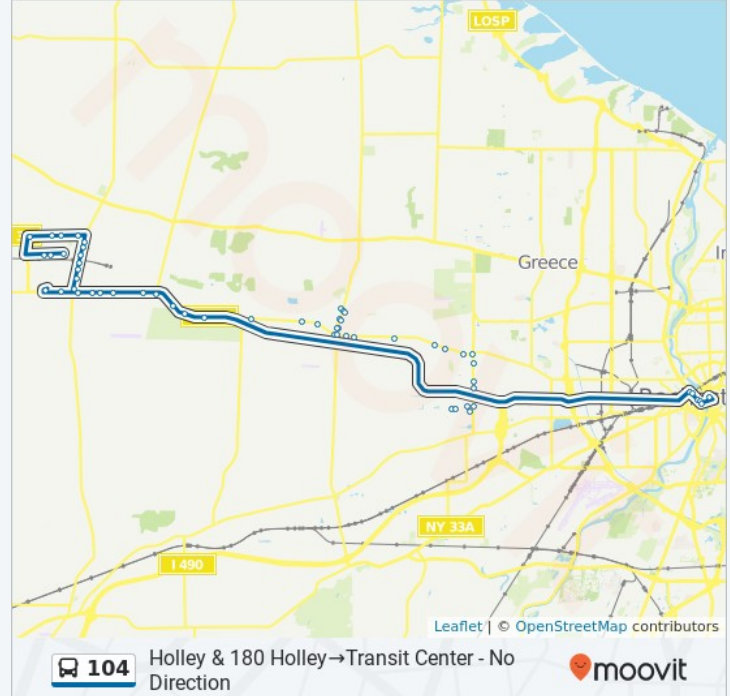 LOSP
Greece
NY 33A
I 490
Leaflet | © OpenStreetMap contributors
104
Holley & 180 Holley→Transit Center - No
Direction
moovit